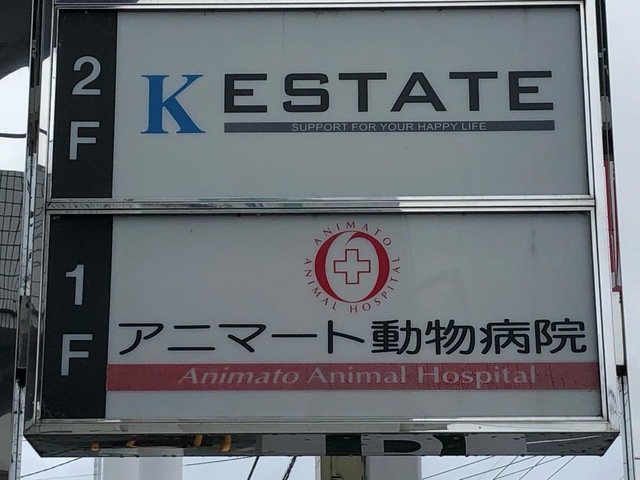 2F
K ESTATE
SUPPORT FOR YOUR HAPPY LIFE
1F
ANIMATO
ANIMAL HOSPITAL
アニマート動物病院
Animato Animal Hospital